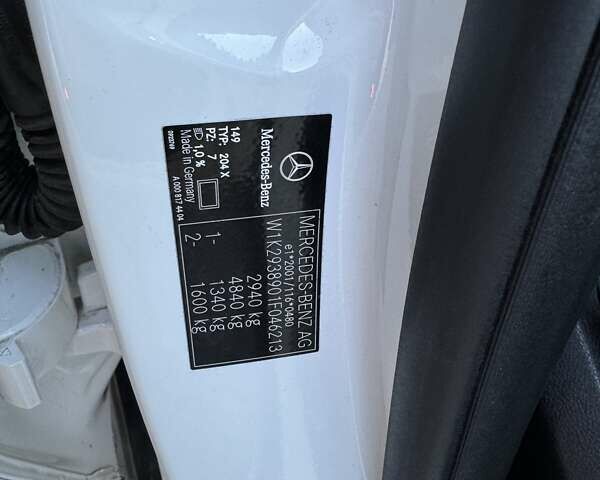 MERCEDES-BENZ AG
e1*2001/116*0480
W1K2938901F046213
2940 kg
4840 kg
1- 1340 kg
2- 1600 kg
Mercedes-Benz
149
TYP: 204 X
PZ: 7
1,0 %
Made in Germany
A 000 817 44 04